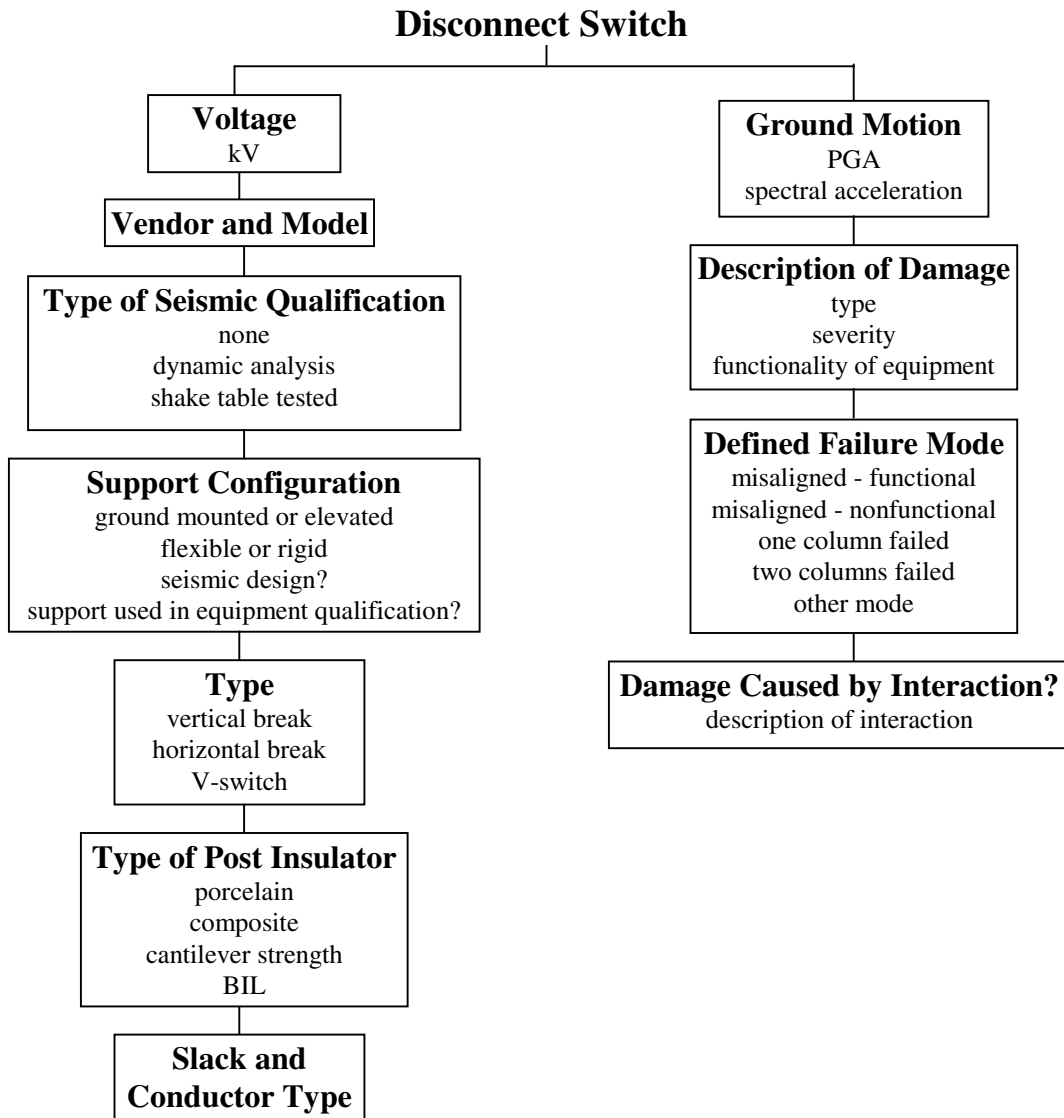 Disconnect Switch
Voltage
kV
Vendor and Model
Type of Seismic Qualification
none
dynamic analysis
shake table tested
Support Configuration
ground mounted or elevated
flexible or rigid
seismic design?
support used in equipment qualification?
Type
vertical break
horizontal break
V-switch
Type of Post Insulator
porcelain
composite
cantilever strength
BIL
Slack and
Conductor Type
Ground Motion
PGA
spectral acceleration
Description of Damage
type
severity
functionality of equipment
Defined Failure Mode
misaligned - functional
misaligned - nonfunctional
one column failed
two columns failed
other mode
Damage Caused by Interaction?
description of interaction